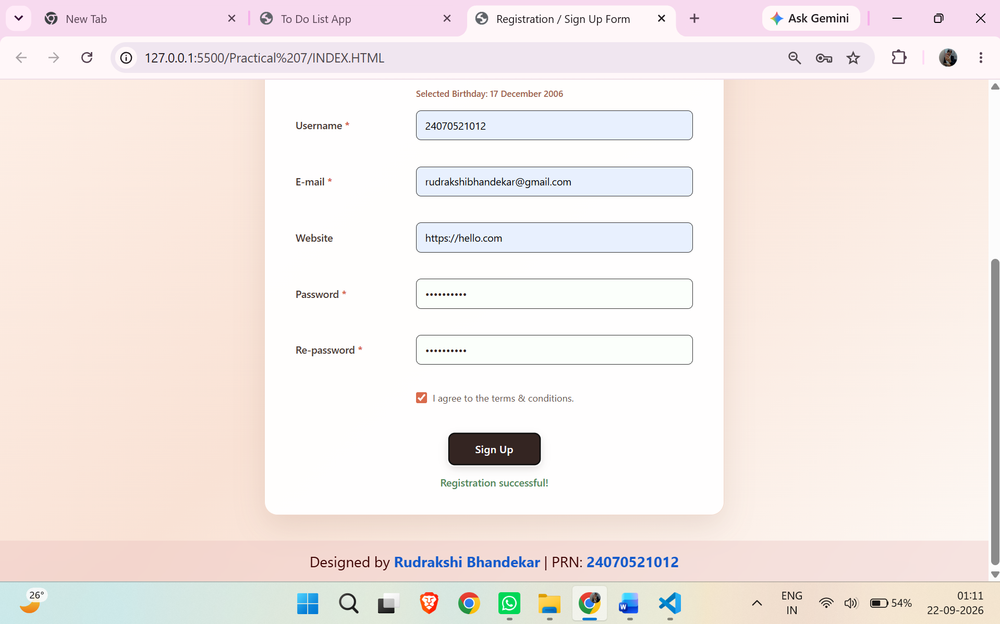 New Tab
To Do List App
Registration / Sign Up Form
Ask Gemini
127.0.0.1:5500/Practical%207/INDEX.HTML
Selected Birthday: 17 December 2006
Username *
24070521012
E-mail *
rudrakshibhandekar@gmail.com
Website
https://hello.com
Password *
••••••••••
Re-password *
••••••••••
I agree to the terms & conditions.
Sign Up
Registration successful!
Designed by Rudrakshi Bhandekar | PRN: 24070521012
26°
W
ENG
IN
54%
01:11
22-09-2026